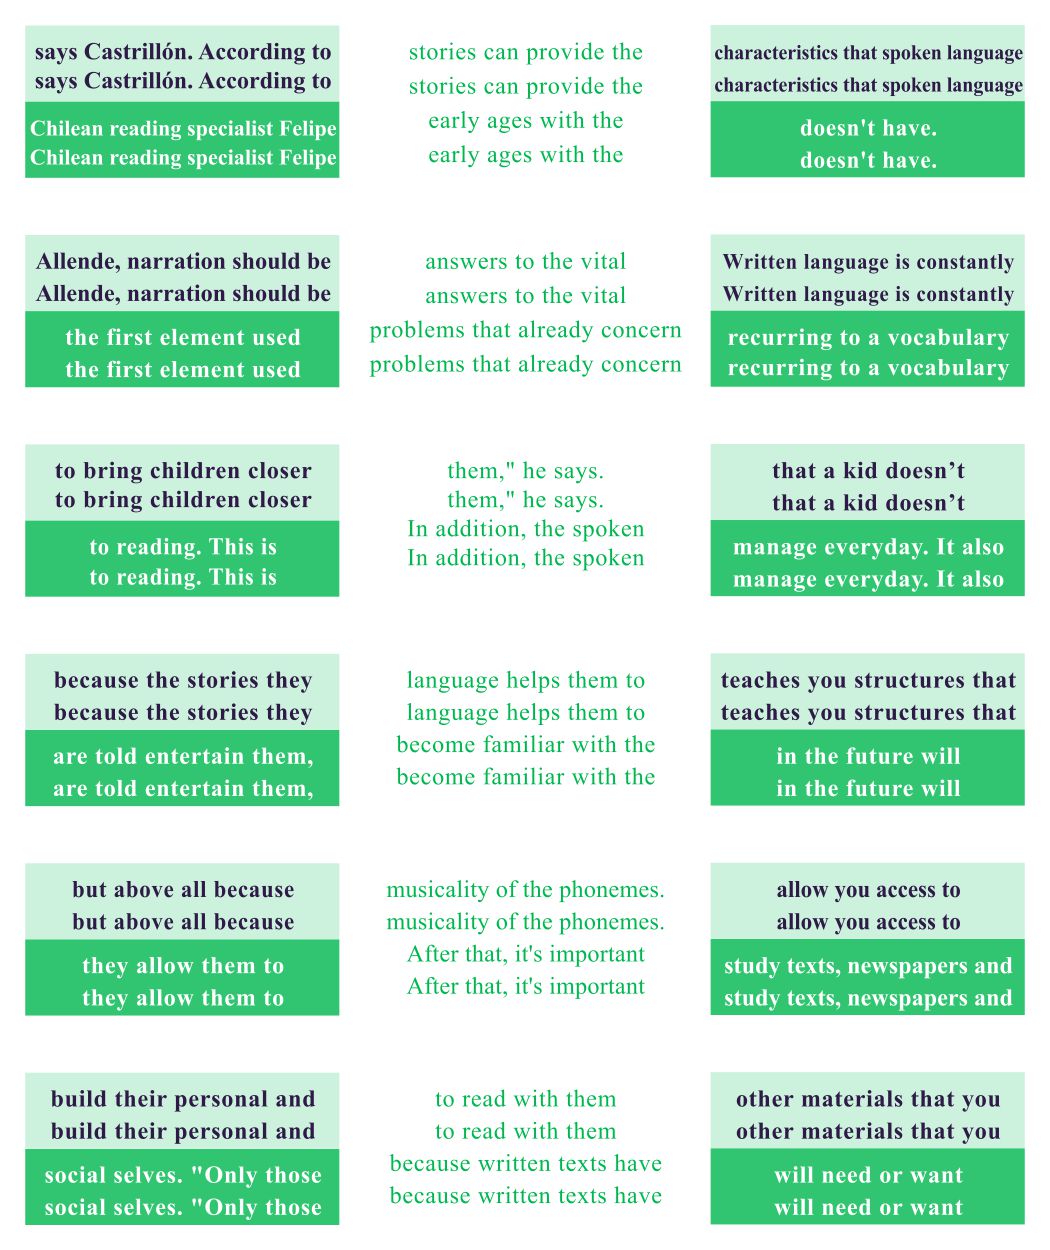 says Castrillón. According to
says Castrillón. According to
Chilean reading specialist Felipe
Chilean reading specialist Felipe
Allende, narration should be
Allende, narration should be
the first element used
the first element used
to bring children closer
to bring children closer
to reading. This is
to reading. This is
because the stories they
because the stories they
are told entertain them,
are told entertain them,
but above all because
but above all because
they allow them to
they allow them to
build their personal and
build their personal and
social selves. "Only those
social selves. "Only those
stories can provide the
stories can provide the
early ages with the
early ages with the
answers to the vital
answers to the vital
problems that already concern
problems that already concern
them," he says.
them," he says.
In addition, the spoken
In addition, the spoken
language helps them to
language helps them to
become familiar with the
become familiar with the
musicality of the phonemes.
musicality of the phonemes.
After that, it's important
After that, it's important
to read with them
to read with them
because written texts have
because written texts have
characteristics that spoken language
characteristics that spoken language
doesn't have.
doesn't have.
Written language is constantly
Written language is constantly
recurring to a vocabulary
recurring to a vocabulary
that a kid doesn’t
that a kid doesn’t
manage everyday. It also
manage everyday. It also
teaches you structures that
teaches you structures that
in the future will
in the future will
allow you access to
allow you access to
study texts, newspapers and
study texts, newspapers and
other materials that you
other materials that you
will need or want
will need or want